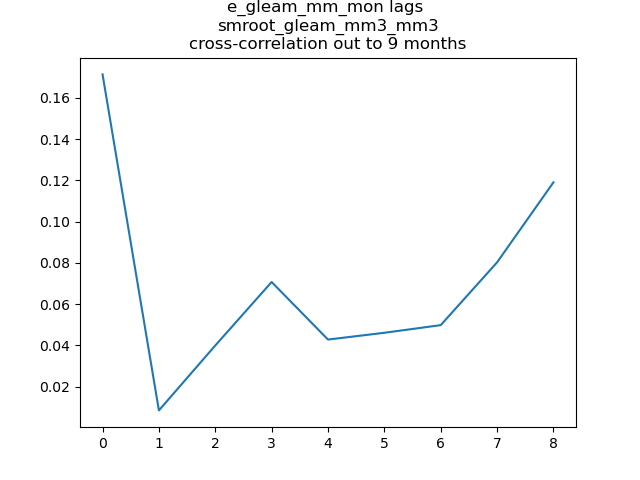 e_gleam_mm_mon lags
smroot_gleam_mm3_mm3
cross-correlation out to 9 months
0.16
0.14
0.12
0.10
0.08
0.06
0.04
0.02
0 1 2 3 4 5 6 7 8